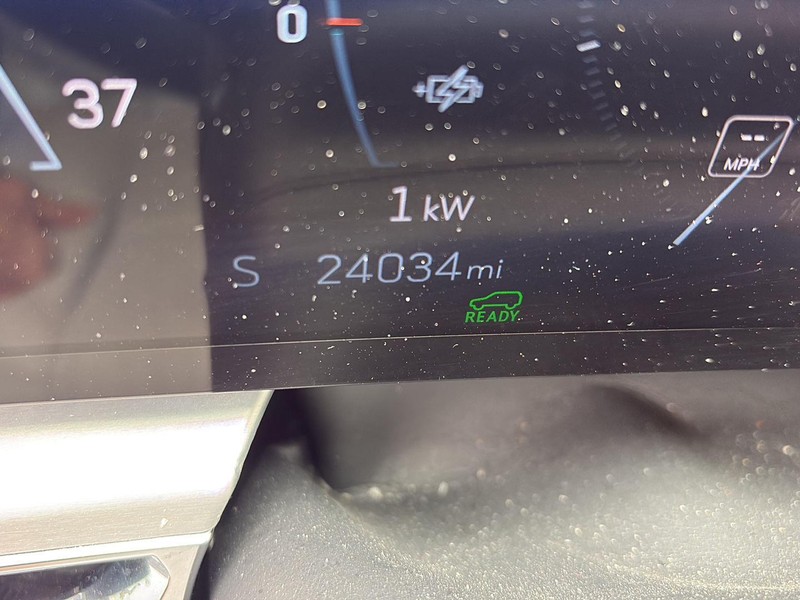 0
37
-- MPH
1 kW
S 24034 mi
READY